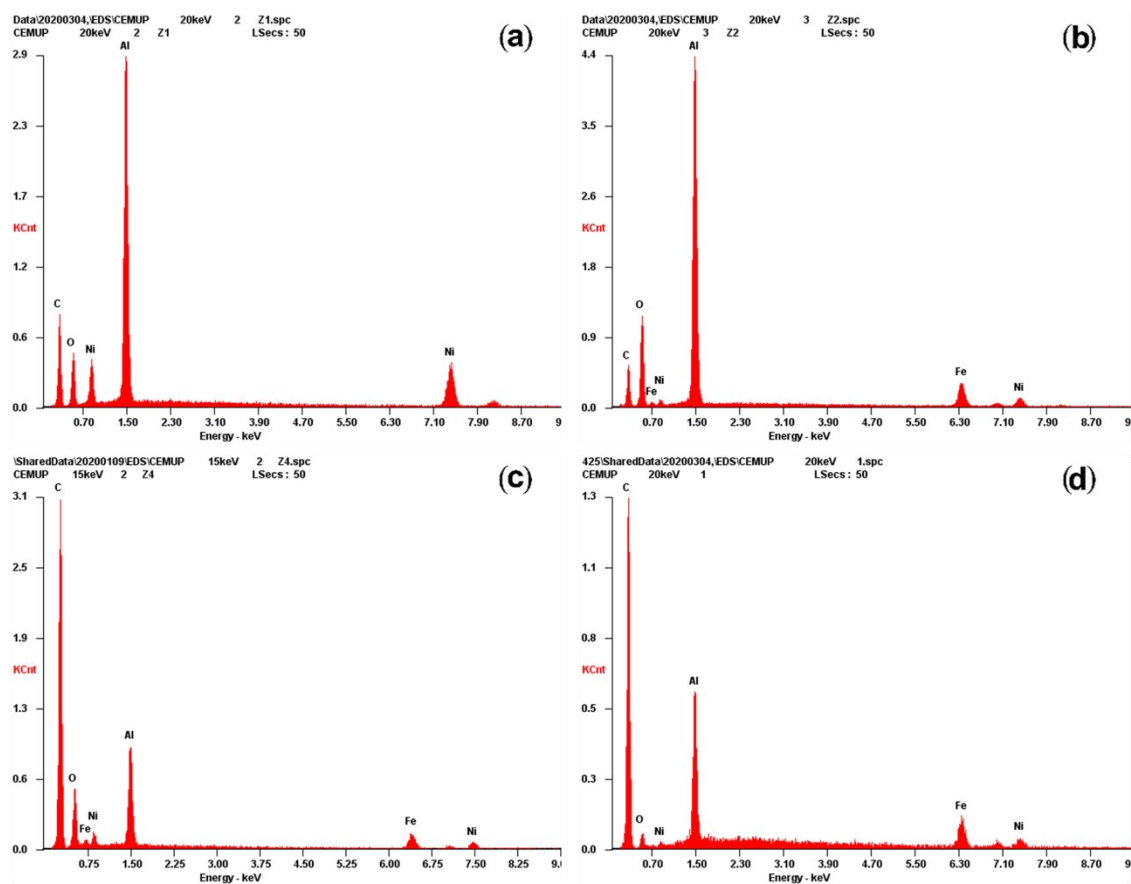 Data\20200304,\EDS\CEMUP 20keV 2 Z1.spc
CEMUP 20keV 2 Z1 LSecs : 50
(a)
Al
2.9
2.3
1.7
KCnt
1.2
C
0.6
O
Ni
Ni
0.0
0.70 1.50 2.30 3.10 3.90 4.70 5.50 6.30 7.10 7.90 8.25 9
Energy - keV
Data\20200304,\EDS\CEMUP 20keV 3 Z2.spc
CEMUP 20keV 3 Z2 LSecs : 50
(b)
Al
4.4
3.5
2.6
KCnt
1.8
O
0.9
C
Fe
Ni
Fe
Ni
0.0
0.70 1.50 2.30 3.10 3.90 4.70 5.50 6.30 7.10 7.90 8.70 9
Energy - keV
\SharedData\20200109\EDS\CEMUP 15keV 2 Z4.spc
CEMUP 15keV 2 Z4 LSecs : 50
(c)
C
3.1
2.5
1.9
KCnt
1.3
Al
0.6
O
Fe
Ni
Fe
Ni
0.0
0.75 1.50 2.25 3.00 3.75 4.50 5.25 6.00 6.75 7.50 8.25 9.0
Energy - keV
425\SharedData\20200304,\EDS\CEMUP 20keV 1.spc
CEMUP 20keV 1 LSecs : 50
(d)
C
1.3
1.1
0.8
KCnt
Al
0.5
0.3
O
Ni
Fe
Ni
0.0
0.70 1.50 2.30 3.10 3.90 4.70 5.50 6.30 7.10 7.90 8.70 9
Energy - keV